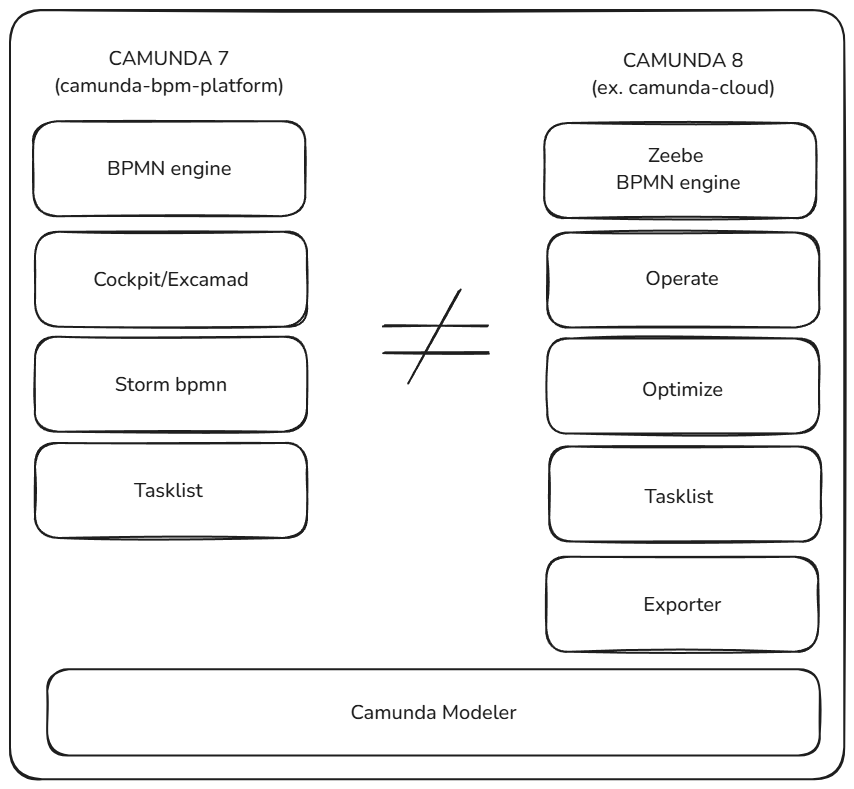 CAMUNDA 7
(camunda-bpm-platform)
BPMN engine
Cockpit/Excamad
Storm bpmn
Tasklist
≠
CAMUNDA 8
(ex. camunda-cloud)
Zeebe
BPMN engine
Operate
Optimize
Tasklist
Exporter
Camunda Modeler